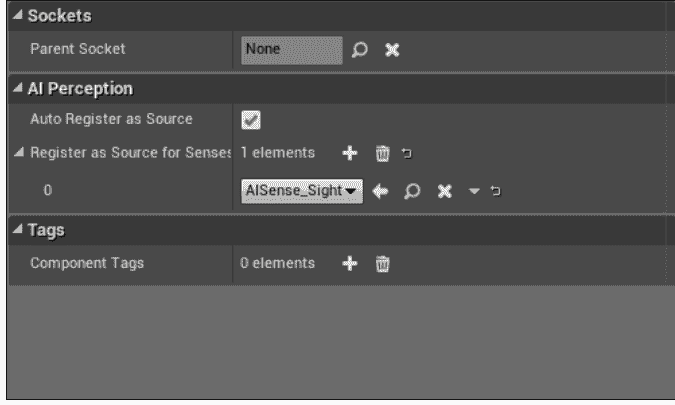 Sockets
Parent Socket None
AI Perception
Auto Register as Source
Register as Source for Senses 1 elements
0 AISense_Sight
Tags
Component Tags 0 elements